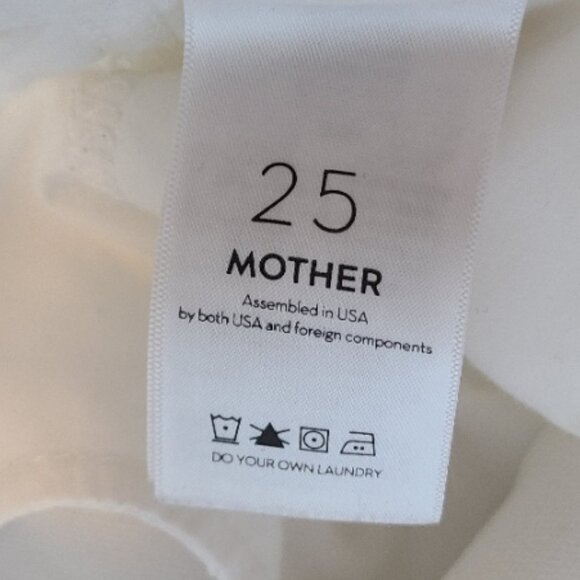 25
MOTHER
Assembled in USA
by both USA and foreign components
DO YOUR OWN LAUNDRY